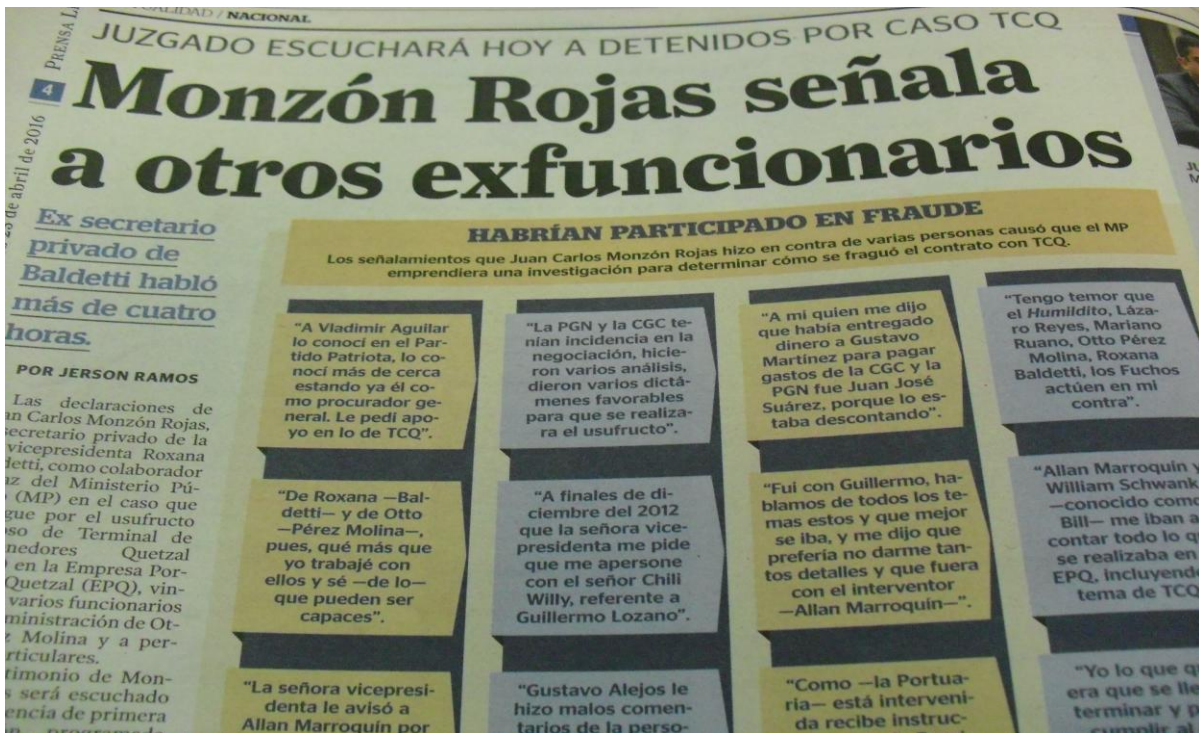 NACIONAL
PRENSA
4
de abril de 2016
JUZGADO ESCUCHARÁ HOY A DETENIDOS POR CASO TCQ
Monzón Rojas señala
a otros exfuncionarios
Ex secretario
privado de
Baldetti habló
más de cuatro
horas.
POR JERSON RAMOS
Las declaraciones de
Carlos Monzón Rojas,
secretario privado de la
vicepresidenta Roxana
como colaborador
del Ministerio Pú-
(MP) en el caso que
por el usufructo
de Terminal de
Quetzal
en la Empresa Por-
Quetzal (EPQ), vin-
varios funcionarios
de Ot-
Molina y a per-
de Mon-
será escuchado
de primera
HABRÍAN PARTICIPADO EN FRAUDE
Los señalamientos que Juan Carlos Monzón Rojas hizo en contra de varias personas causó que el MP
emprendiera una investigación para determinar cómo se fraguó el contrato con TCQ.
"A Vladimir Aguilar
lo conocí en el Par-
tido Patriota, lo co-
nocí más de cerca
estando ya él co-
mo procurador ge-
neral. Le pedí apo-
yo en lo de TCQ".
"La PGN y la CGC te-
nían incidencia en la
negociación, hicie-
ron varios análisis,
dieron varios dictá-
menes favorables
para que se realiza-
ra el usufructo".
"A mi quien me dijo
que había entregado
dinero a Gustavo
Martínez para pagar
gastos de la CGC y la
PGN fue Juan José
Suárez, porque lo es-
taba descontando".
"Tengo temor que
el Humildito, Láza-
ro Reyes, Mariano
Ruano, Otto Pérez
Molina, Roxana
Baldetti, los Fuchos
actúen en mi
contra".
"De Roxana —Bal-
detti— y de Otto
—Pérez Molina—,
pues, qué más que
yo trabajé con
ellos y sé —de lo—
que pueden ser
capaces".
"A finales de di-
ciembre del 2012
que la señora vice-
presidenta me pide
que me apersone
con el señor Chili
Willy, referente a
Guillermo Lozano".
"Fui con Guillermo, ha-
blamos de todos los te-
mas estos y que mejor
se iba, y me dijo que
prefería no darme tan-
tos detalles y que fuera
con el interventor
—Allan Marroquín—".
"Allan Marroquín y
William Schwank
—conocido como
Bill— me iban a
contar todo lo
se realizaba en
EPQ, incluyend
tema de TCQ
"La señora vicepresi-
denta le avisó a
Allan Marroquín por
"Gustavo Alejos le
hizo malos comen-
tarios de la perso-
"Como —la Portua-
ria— está interveni-
da recibe instruc-
"Yo lo que
era que se
terminar y
cumplir al